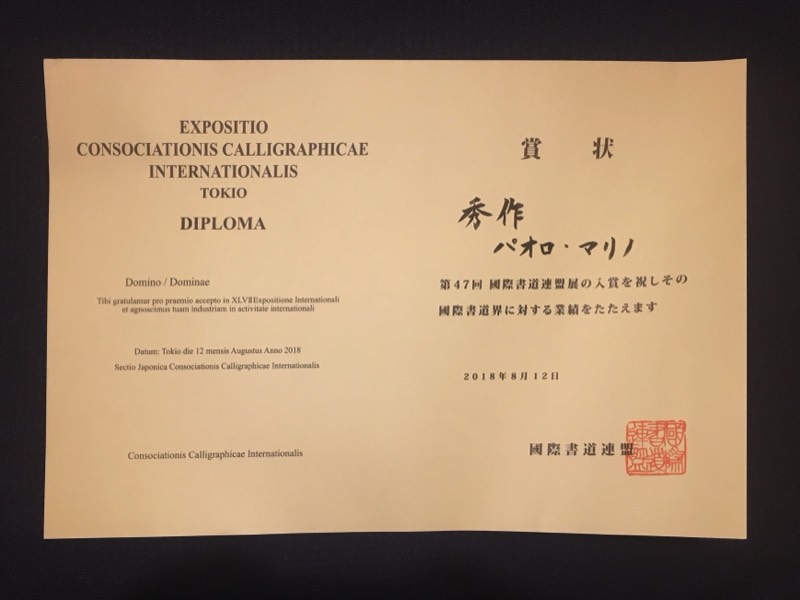 EXPOSITIO
CONSOCIATIONIS CALLIGRAPHICAE
INTERNATIONALIS
TOKIO
DIPLOMA
Domino / Dominae
Tibi gratulamur pro praemio accepto in XLVII Expositione Internationali
et agnoscimus tuam industriam in activitate internationali
Datum: Tokio die 12 mensis Augustus Anno 2018
Sectio Japonica Consociationis Calligraphicae Internationalis
Consociationis Calligraphicae Internationalis
賞 状
秀作
パオロ・マリノ
第47回 國際書道連盟展の入賞を祝しその
國際書道界に対する業績をたたえます
2018年8月12日
國際書道連盟